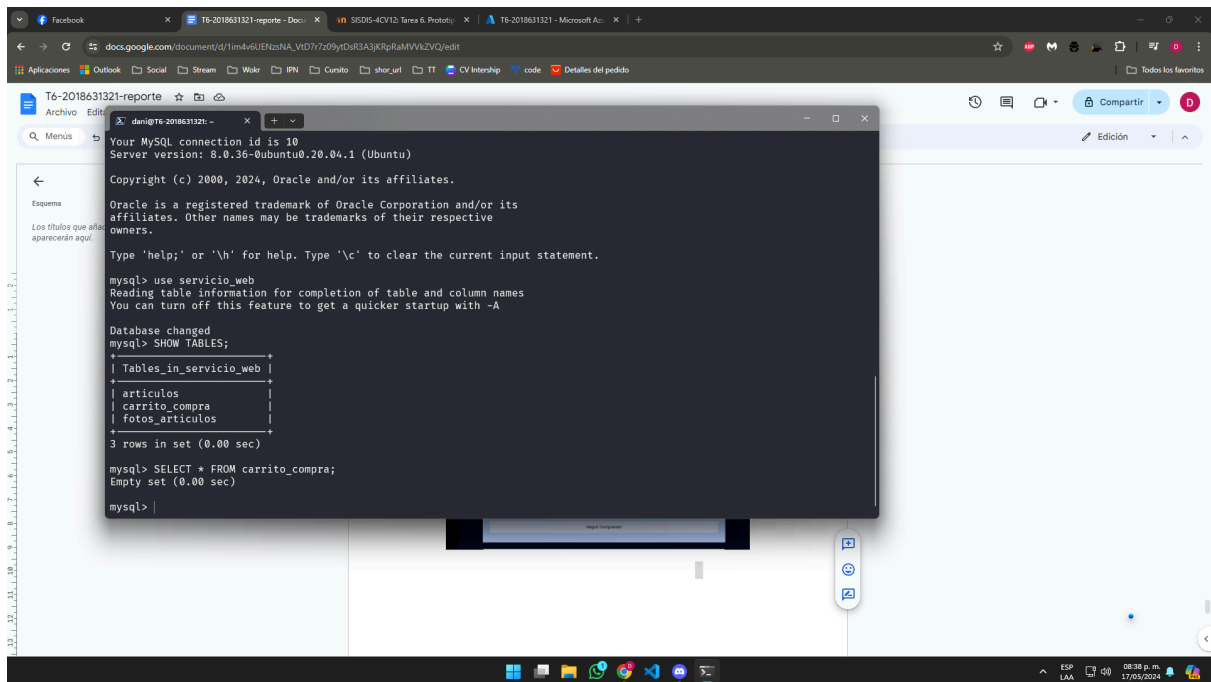 Facebook
T6-2018631321-reporte - Docu
SISDIS-4CV12: Tarea 6. Prototip
T6-2018631321 - Microsoft Azu
docs.google.com/document/d/1im4v6UENzsNA_VtD7r7z09ytDsR3A3jKRpRaMVVkZVQ/edit
Aplicaciones
Outlook
Social
Stream
Wokr
IPN
Cursito
shor_url
TT
CV Intership
code
Detalles del pedido
Todos los favoritos
T6-2018631321-reporte
Archivo
Compartir
D
Menús
Edición
Esquema
Los títulos que
aparecerán aquí.
dani@T6-2018631321: ~
Your MySQL connection id is 10
Server version: 8.0.36-0ubuntu0.20.04.1 (Ubuntu)
Copyright (c) 2000, 2024, Oracle and/or its affiliates.
Oracle is a registered trademark of Oracle Corporation and/or its
affiliates. Other names may be trademarks of their respective
owners.
Type 'help;' or '\h' for help. Type '\c' to clear the current input statement.
mysql> use servicio_web
Reading table information for completion of table and column names
You can turn off this feature to get a quicker startup with -A
Database changed
mysql> SHOW TABLES;
| Tables_in_servicio_web |
| articulos |
| carrito_compra |
| fotos_articulos |
3 rows in set (0.00 sec)
mysql> SELECT * FROM carrito_compra;
Empty set (0.00 sec)
mysql>
Seguir Comprando
ESP
LAA
08:38 p. m.
17/05/2024